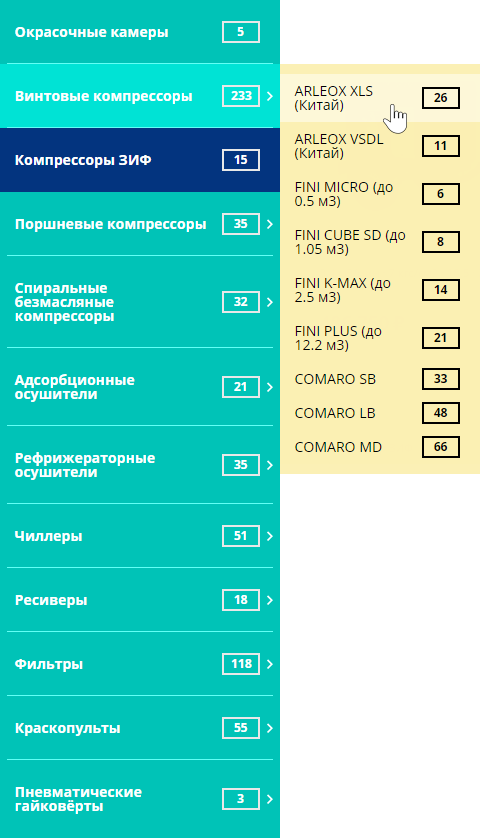 Окрасочные камеры 5
Винтовые компрессоры 233
Компрессоры ЗИФ 15
Поршневые компрессоры 35
Спиральные
безмасляные 32
компрессоры
Адсорбционные
осушители 21
Рефрижераторные
осушители 35
Чиллеры 51
Ресиверы 18
Фильтры 118
Краскопульты 55
Пневматические
гайковёрты 3
ARLEOX XLS
(Китай) 26
ARLEOX VSDL
(Китай) 11
FINI MICRO (до
0.5 м3) 6
FINI CUBE SD (до
1.05 м3) 8
FINI K-MAX (до
2.5 м3) 14
FINI PLUS (до
12.2 м3) 21
COMARO SB 33
COMARO LB 48
COMARO MD 66